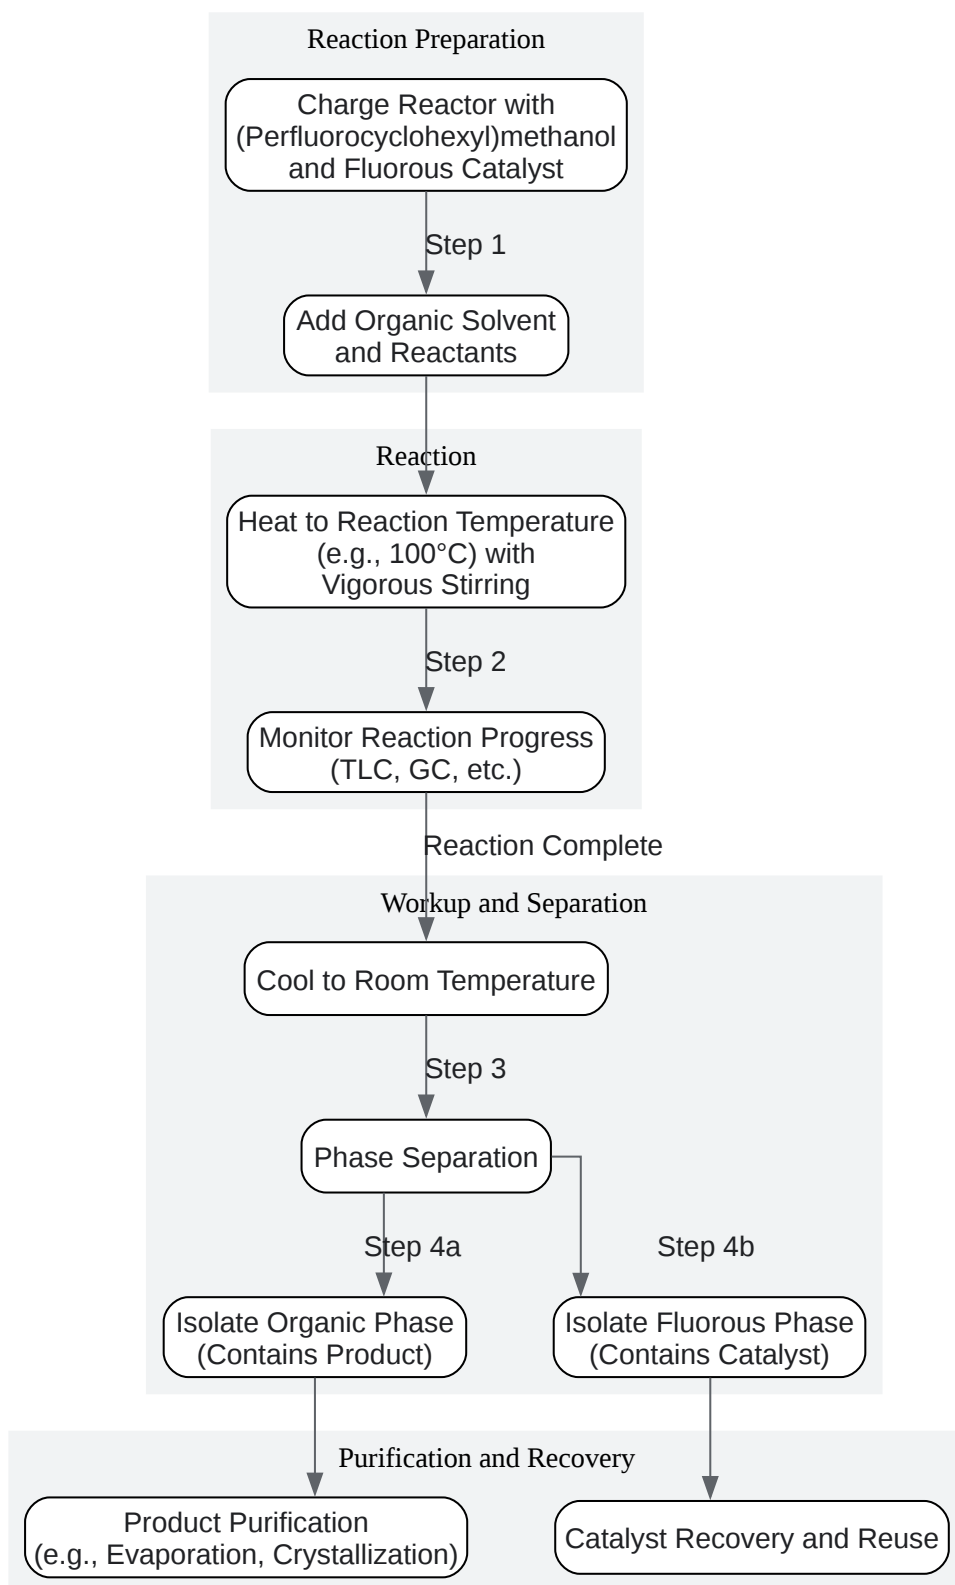 Reaction Preparation
Charge Reactor with
(Perfluorocyclohexyl)methanol
and Fluorous Catalyst
Step 1
Add Organic Solvent
and Reactants
Reaction
Heat to Reaction Temperature
(e.g., 100°C) with
Vigorous Stirring
Step 2
Monitor Reaction Progress
(TLC, GC, etc.)
Reaction Complete
Workup and Separation
Cool to Room Temperature
Step 3
Phase Separation
Step 4a
Step 4b
Isolate Organic Phase
(Contains Product)
Isolate Fluorous Phase
(Contains Catalyst)
Purification and Recovery
Product Purification
(e.g., Evaporation, Crystallization)
Catalyst Recovery and Reuse